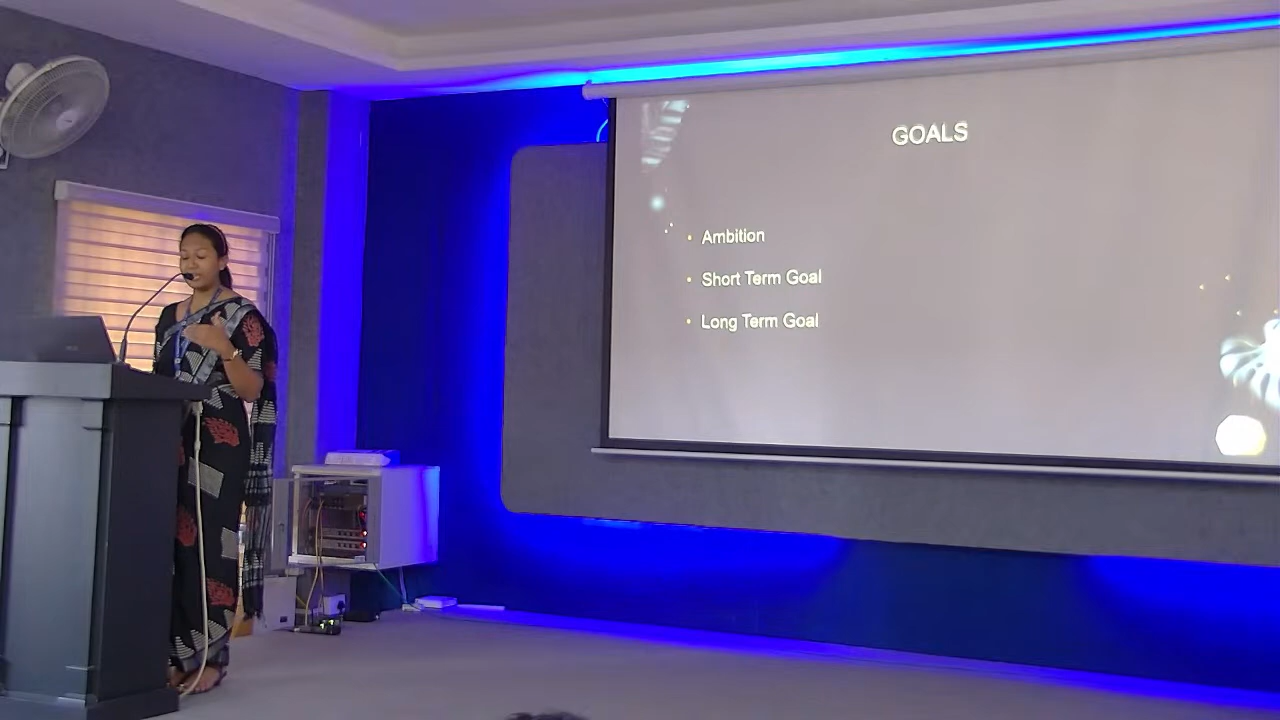 GOALS
• Ambition
• Short Term Goal
• Long Term Goal